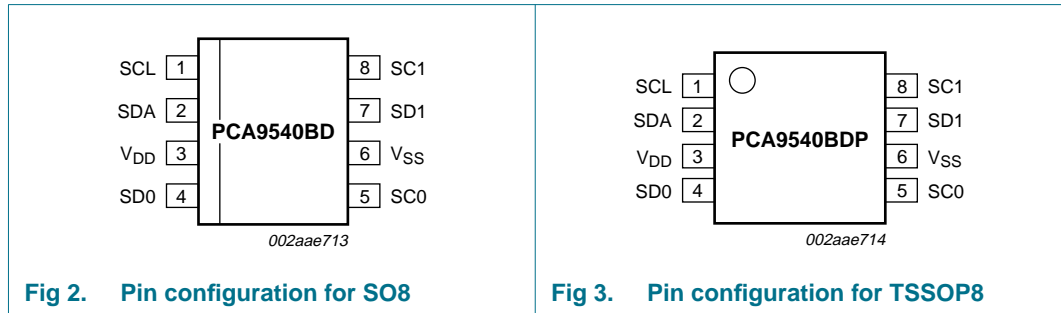 SCL 1 8 SC1
SDA 2 7 SD1
PCA9540BD
VDD 3 6 VSS
SD0 4 5 SC0
002aae713
Fig 2. Pin configuration for SO8
SCL 1 8 SC1
SDA 2 7 SD1
PCA9540BDP
VDD 3 6 VSS
SD0 4 5 SC0
002aae714
Fig 3. Pin configuration for TSSOP8